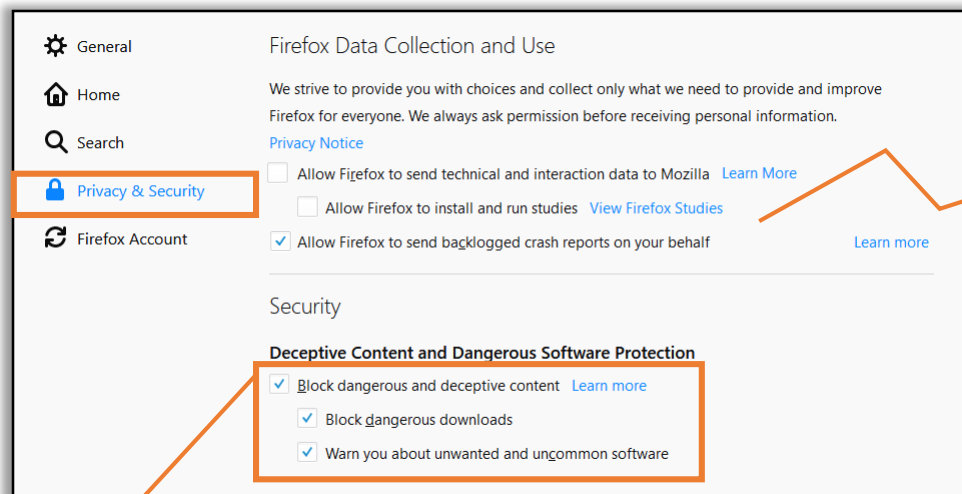 General
Home
Search
Privacy & Security
Firefox Account
Firefox Data Collection and Use
We strive to provide you with choices and collect only what we need to provide and improve
Firefox for everyone. We always ask permission before receiving personal information.
Privacy Notice
Allow Firefox to send technical and interaction data to Mozilla Learn More
Allow Firefox to install and run studies View Firefox Studies
Allow Firefox to send backlogged crash reports on your behalf Learn more
Security
Deceptive Content and Dangerous Software Protection
Block dangerous and deceptive content Learn more
Block dangerous downloads
Warn you about unwanted and uncommon software